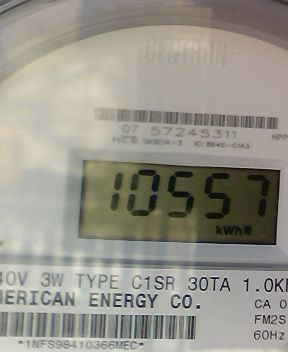 CENTRON
07 57245311
10557
kWh
40V 3W TYPE C1SR 30TA 1.0K
MERICAN ENERGY CO.
CA 0
FM2S
60Hz
*1NFS98410366MEC*